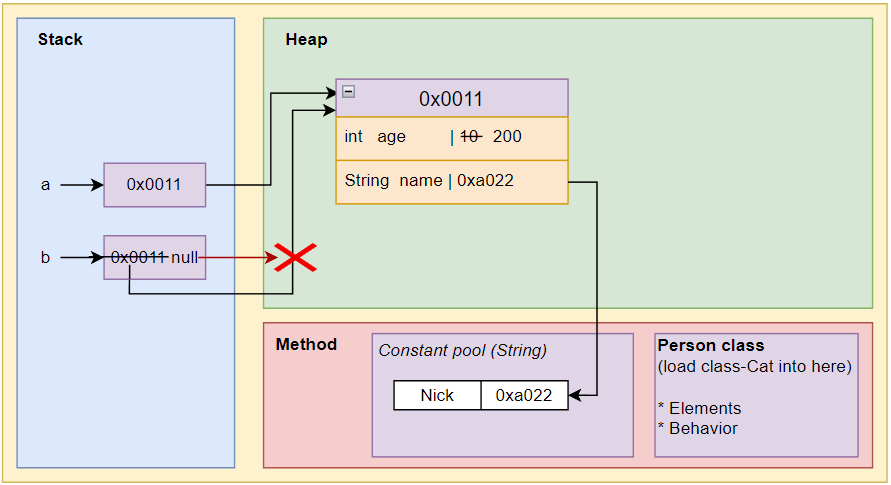 Stack
a
0x0011
b
0x0011 null
Heap
0x0011
int age | 10 200
String name | 0xa022
Method
Constant pool (String)
Nick 0xa022
Person class
(load class-Cat into here)
* Elements
* Behavior